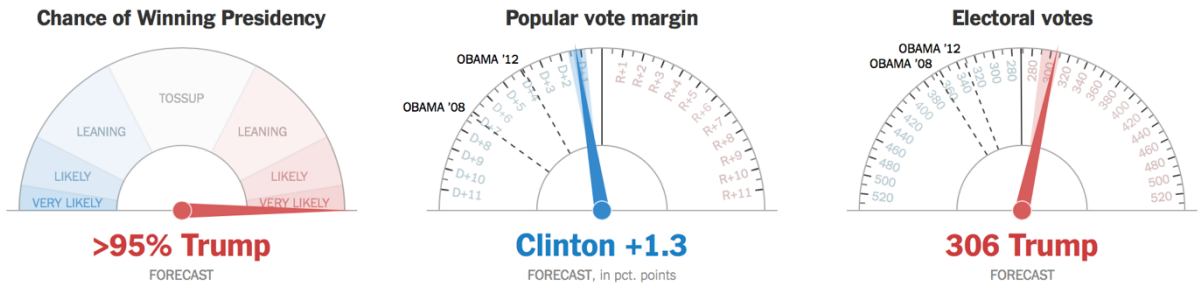 Chance of Winning Presidency
TOSSUP
LEANING
LEANING
LIKELY
LIKELY
VERY LIKELY
VERY LIKELY
>95% Trump
FORECAST
Popular vote margin
OBAMA '12
OBAMA '08
D+11
D+10
D+9
D+8
D+7
D+6
D+5
D+4
D+3
D+2
R+1
R+2
R+3
R+4
R+5
R+6
R+7
R+8
R+9
R+10
R+11
Clinton +1.3
FORECAST, in pct. points
Electoral votes
OBAMA '12
OBAMA '08
520
500
480
460
440
420
400
380
360
340
320
300
280
280
300
320
340
360
380
400
420
440
460
480
500
520
306 Trump
FORECAST